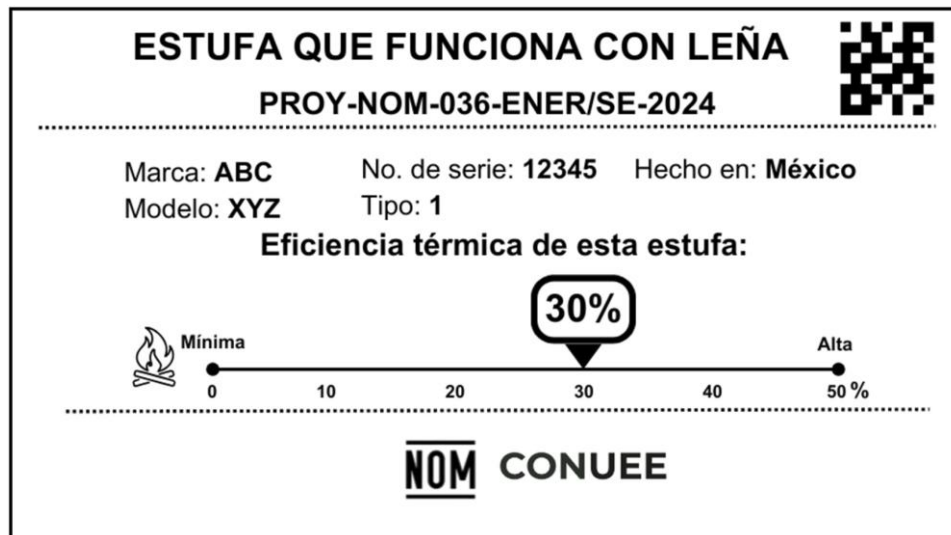 ESTUFA QUE FUNCIONA CON LEÑA
PROY-NOM-036-ENER/SE-2024
Marca: ABC No. de serie: 12345 Hecho en: México
Modelo: XYZ Tipo: 1
Eficiencia térmica de esta estufa:
30%
Mínima Alta
0 10 20 30 40 50 %
NOM CONUEE